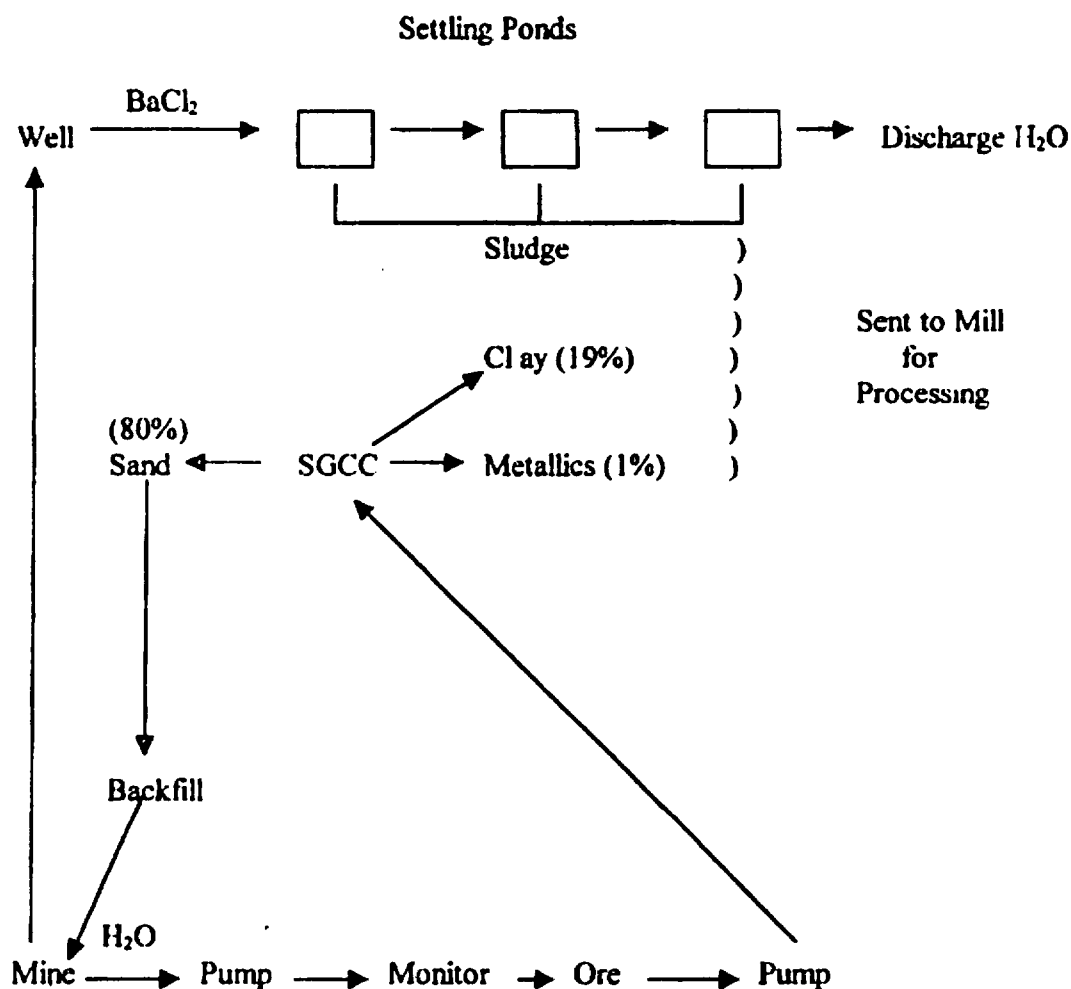 Settling Ponds
BaCl₂
Well
Discharge H₂O
Sludge )
)
)
Sent to Mill
Clay (19%) )
for
)
Processing
(80%)
)
Sand
SGCC
Metallics (1%) )
Backfill
H₂O
Mine
Pump
Monitor
Ore
Pump